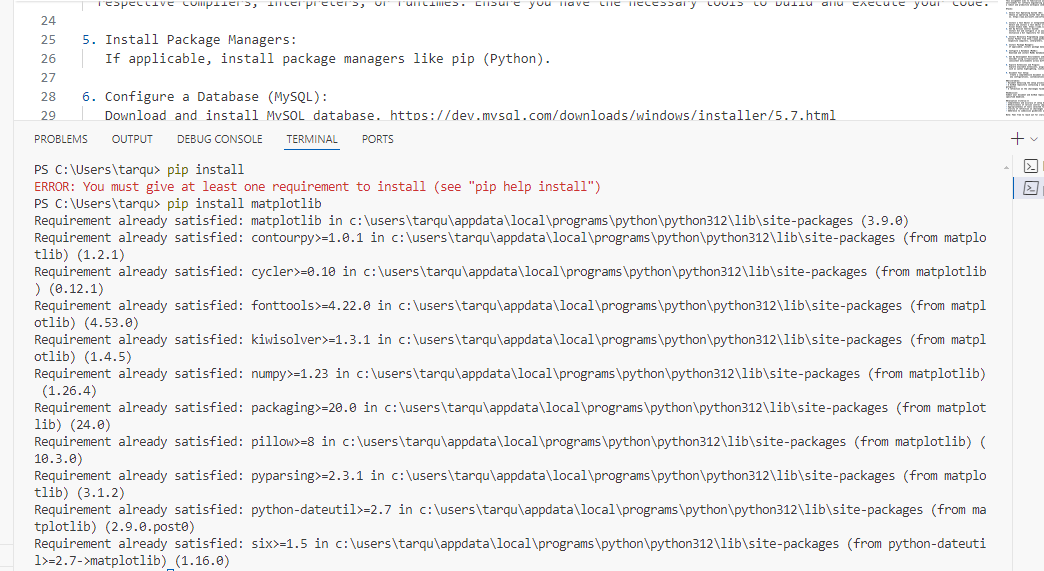 respective compilers, interpreters, or runtimes. Ensure you have the necessary tools to build and execute your code.
24
25 5. Install Package Managers:
26 If applicable, install package managers like pip (Python).
27
28 6. Configure a Database (MySQL):
29 Download and install MySQL database. https://dev.mysql.com/downloads/windows/installer/5.7.html
PROBLEMS OUTPUT DEBUG CONSOLE TERMINAL PORTS
PS C:\Users\tarqu> pip install
ERROR: You must give at least one requirement to install (see "pip help install")
PS C:\Users\tarqu> pip install matplotlib
Requirement already satisfied: matplotlib in c:\users\tarqu\appdata\local\programs\python\python312\lib\site-packages (3.9.0)
Requirement already satisfied: contourpy>=1.0.1 in c:\users\tarqu\appdata\local\programs\python\python312\lib\site-packages (from matplo
tlib) (1.2.1)
Requirement already satisfied: cycler>=0.10 in c:\users\tarqu\appdata\local\programs\python\python312\lib\site-packages (from matplotlib
) (0.12.1)
Requirement already satisfied: fonttools>=4.22.0 in c:\users\tarqu\appdata\local\programs\python\python312\lib\site-packages (from matpl
otlib) (4.53.0)
Requirement already satisfied: kiwisolver>=1.3.1 in c:\users\tarqu\appdata\local\programs\python\python312\lib\site-packages (from matpl
otlib) (1.4.5)
Requirement already satisfied: numpy>=1.23 in c:\users\tarqu\appdata\local\programs\python\python312\lib\site-packages (from matplotlib)
(1.26.4)
Requirement already satisfied: packaging>=20.0 in c:\users\tarqu\appdata\local\programs\python\python312\lib\site-packages (from matplot
lib) (24.0)
Requirement already satisfied: pillow>=8 in c:\users\tarqu\appdata\local\programs\python\python312\lib\site-packages (from matplotlib) (
10.3.0)
Requirement already satisfied: pyparsing>=2.3.1 in c:\users\tarqu\appdata\local\programs\python\python312\lib\site-packages (from matplo
tlib) (3.1.2)
Requirement already satisfied: python-dateutil>=2.7 in c:\users\tarqu\appdata\local\programs\python\python312\lib\site-packages (from ma
tplotlib) (2.9.0.post0)
Requirement already satisfied: six>=1.5 in c:\users\tarqu\appdata\local\programs\python\python312\lib\site-packages (from python-dateuti
l>=2.7->matplotlib) (1.16.0)